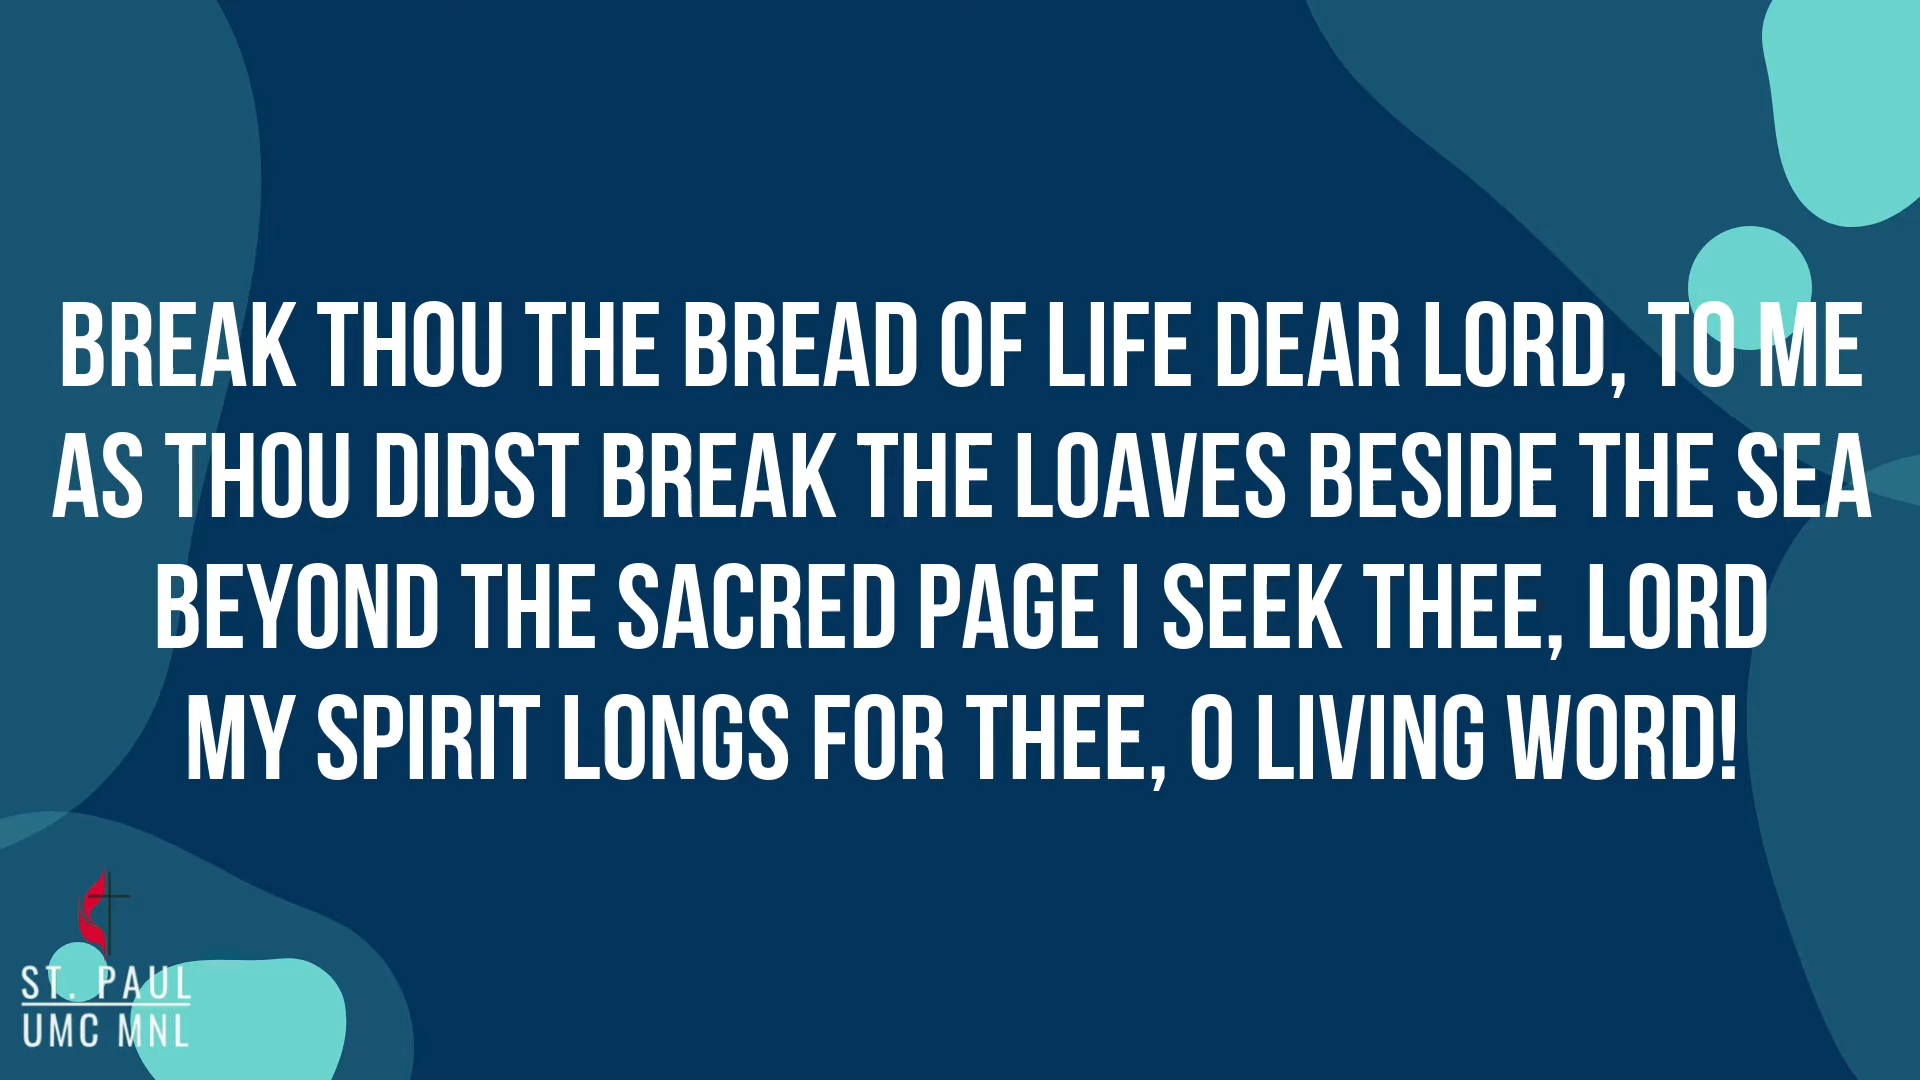 BREAK THOU THE BREAD OF LIFE DEAR LORD, TO ME
AS THOU DIDST BREAK THE LOAVES BESIDE THE SEA
BEYOND THE SACRED PAGE I SEEK THEE, LORD
MY SPIRIT LONGS FOR THEE, O LIVING WORD!
ST. PAUL
UMC MNL